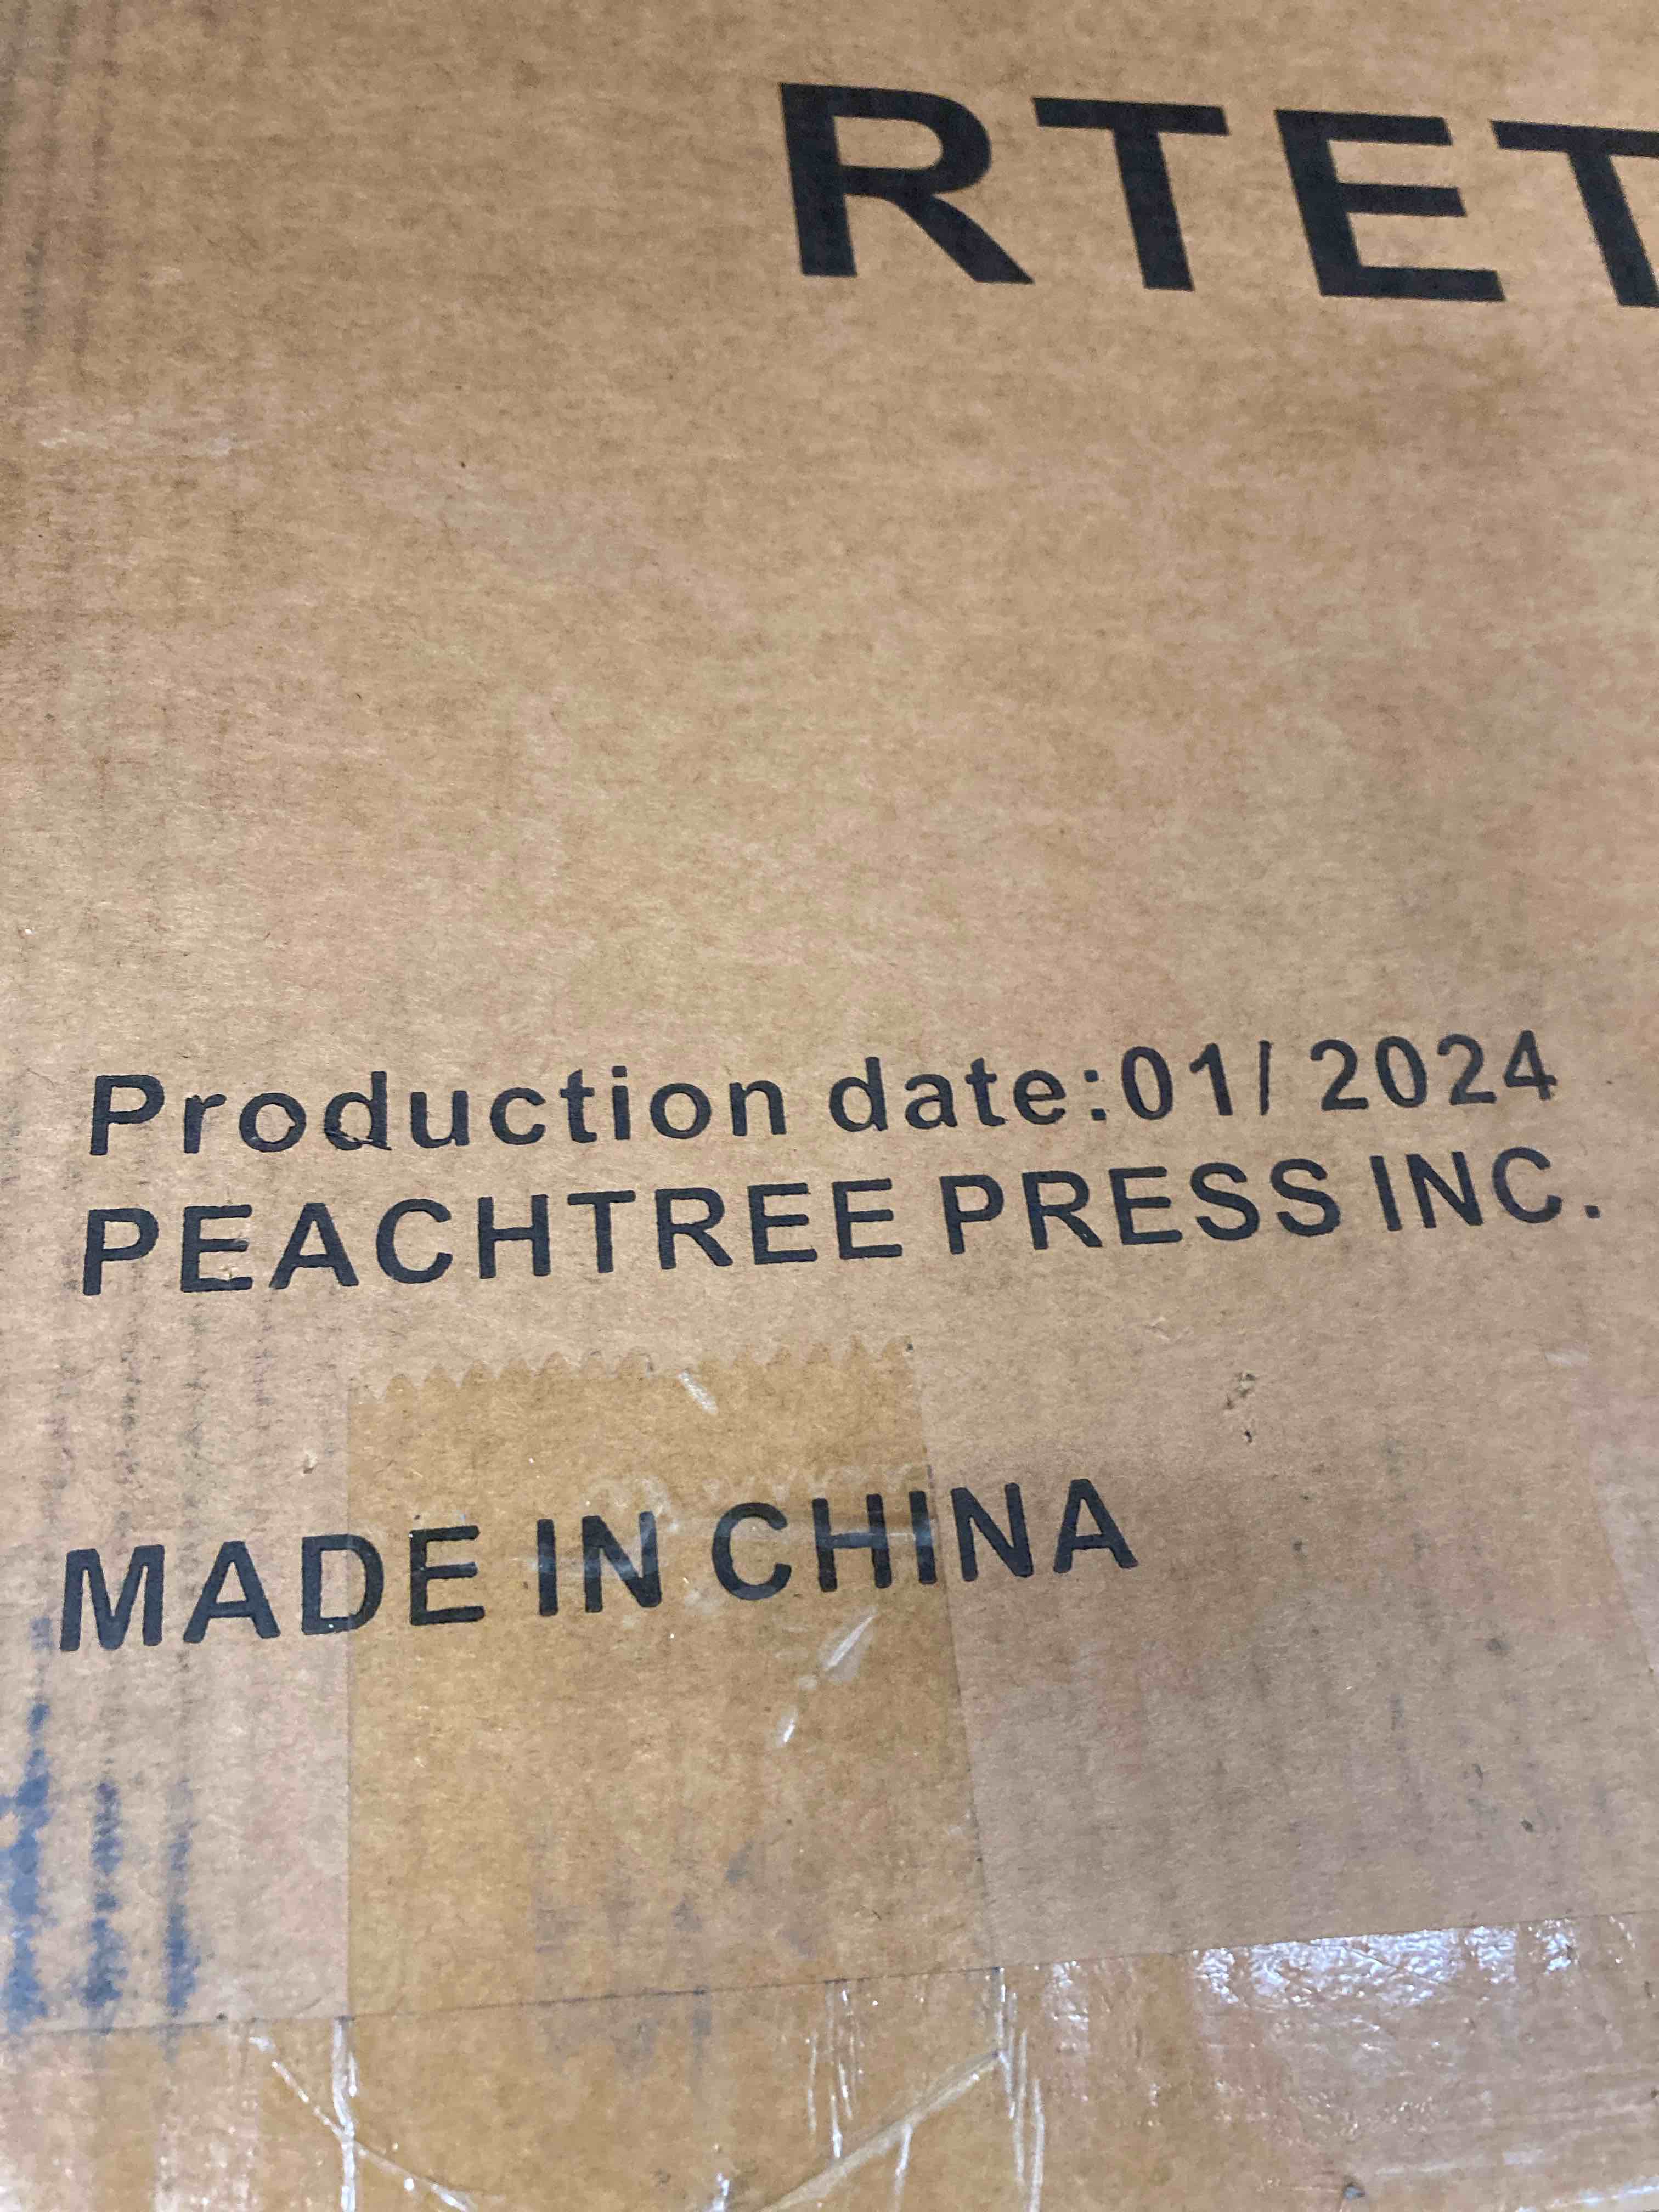 RTET
Production date:01/ 2024
PEACHTREE PRESS INC.
MADE IN CHINA